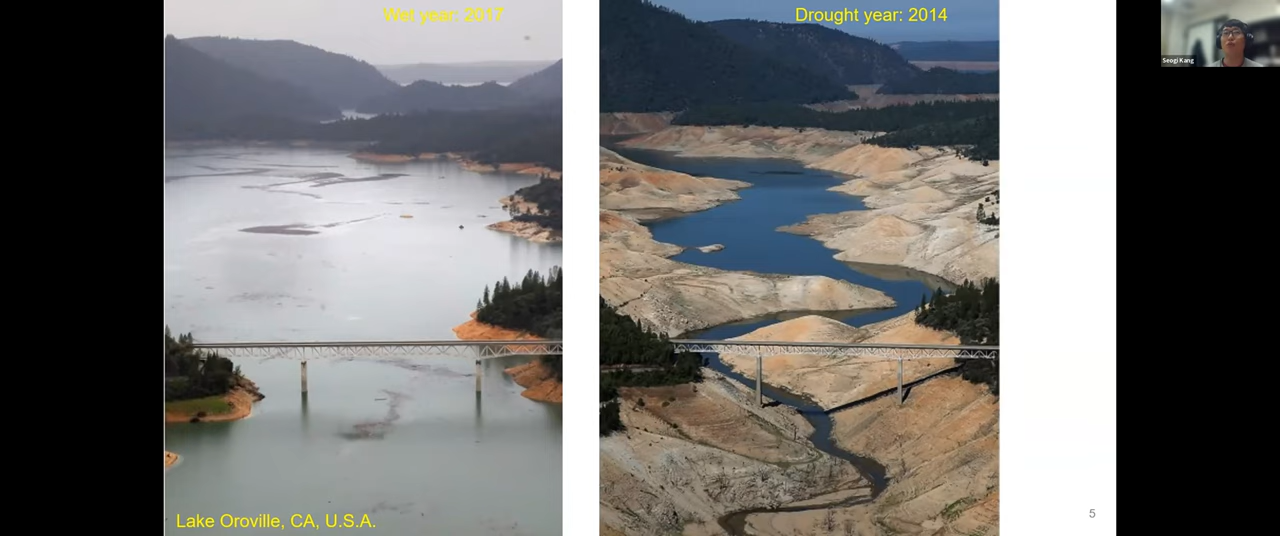 Wet year: 2017
Drought year: 2014
Seogi Kang
Lake Oroville, CA, U.S.A.
5